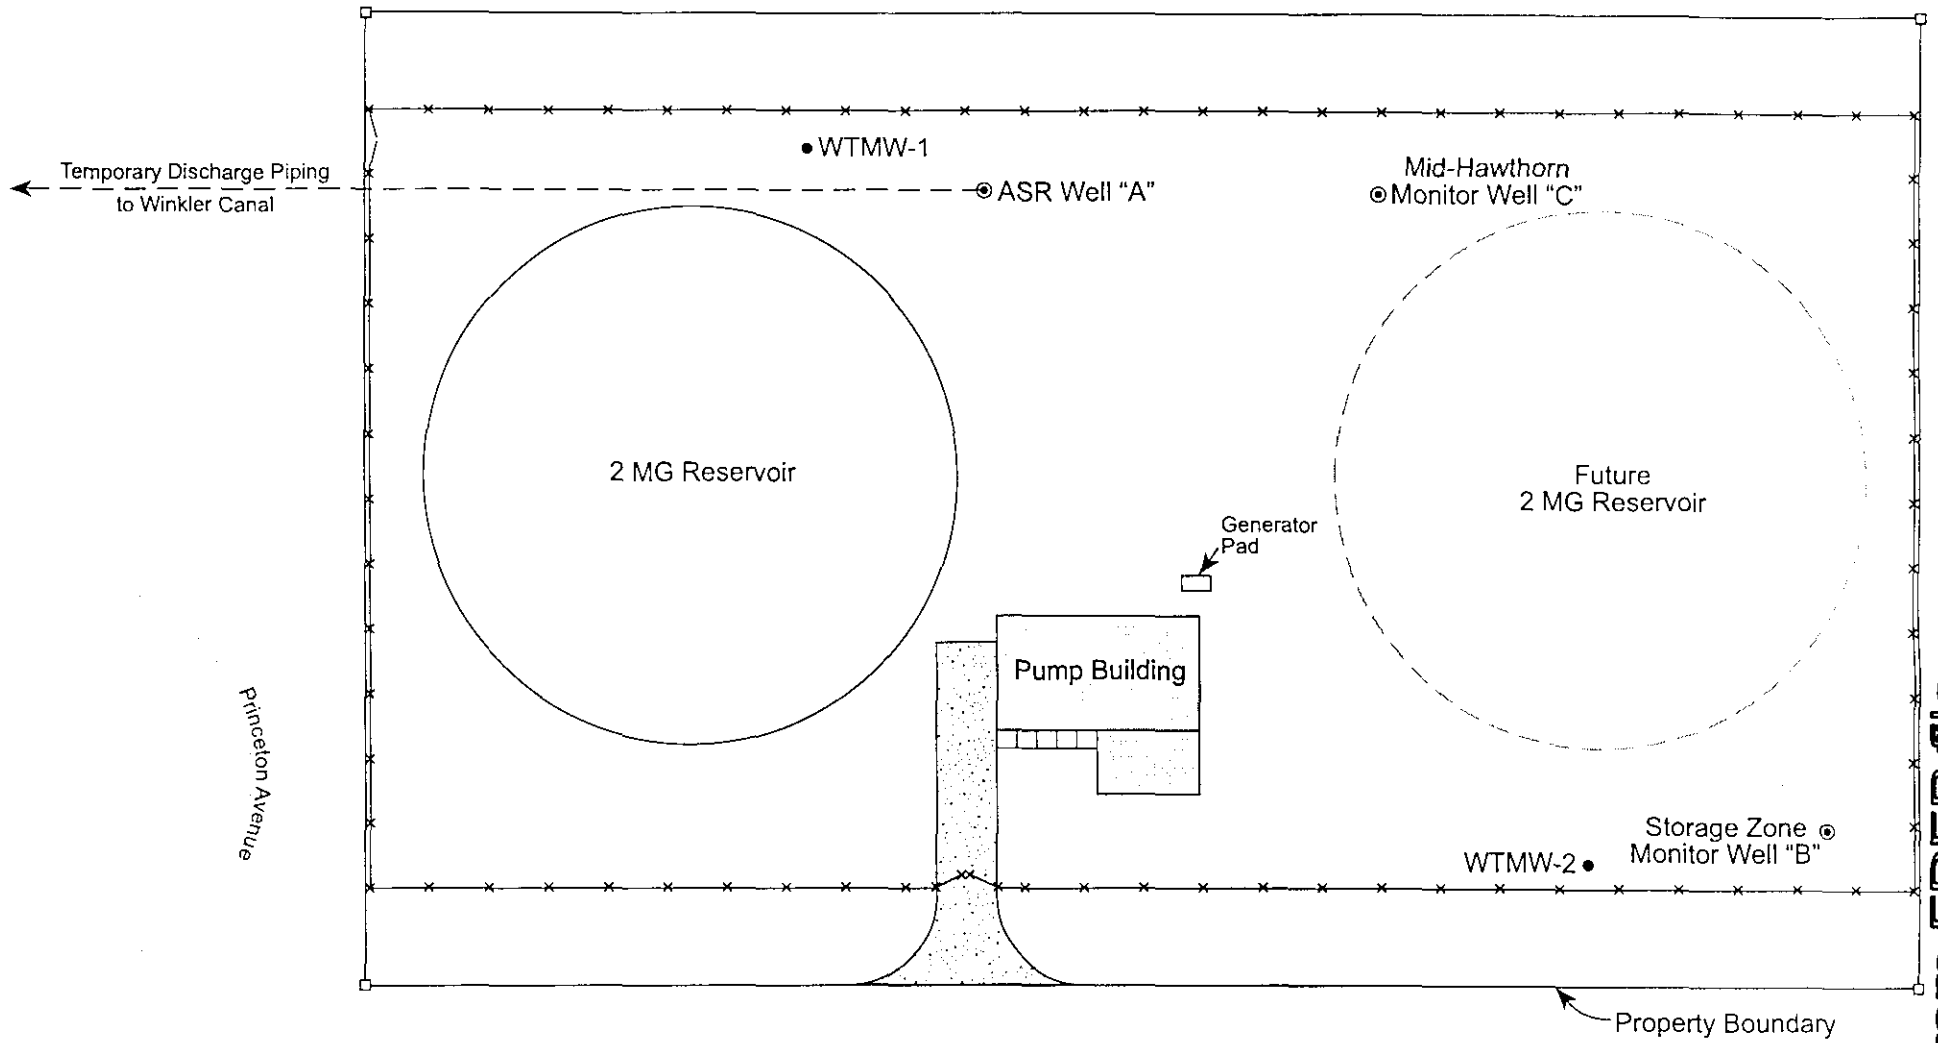 WTMW-1
Temporary Discharge Piping
to Winkler Canal
ASR Well "A"
Mid-Hawthorn
Monitor Well "C"
2 MG Reservoir
Future
2 MG Reservoir
Generator
Pad
Pump Building
Princeton Avenue
Storage Zone
Monitor Well "B"
WTMW-2
Property Boundary